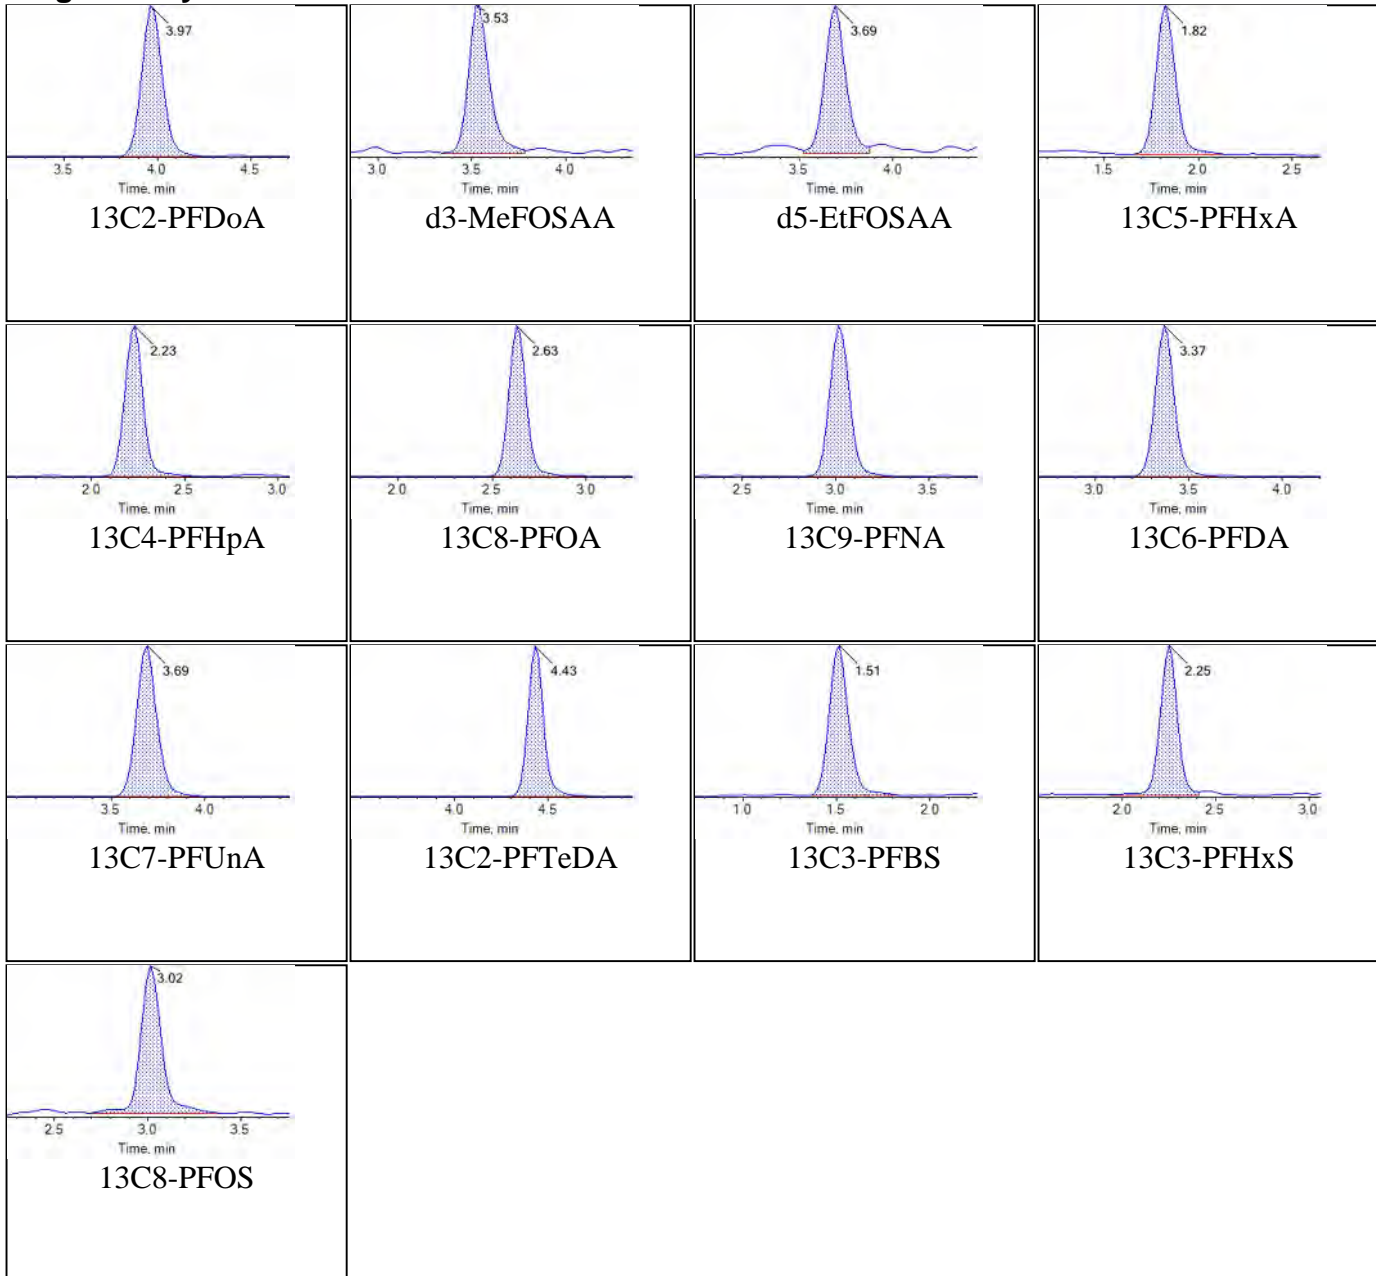 3.97
3.5 4.0 4.5
Time, min
13C2-PFDoA
3.53
3.0 3.5 4.0
Time, min
d3-MeFOSAA
3.69
3.5 4.0
Time, min
d5-EtFOSAA
1.82
1.5 2.0 2.5
Time, min
13C5-PFHxA
2.23
2.0 2.5 3.0
Time, min
13C4-PFHpA
2.63
2.0 2.5 3.0
Time, min
13C8-PFOA
2.5 3.0 3.5
Time, min
13C9-PFNA
3.37
3.0 3.5 4.0
Time, min
13C6-PFDA
3.69
3.5 4.0
Time, min
13C7-PFUnA
4.43
4.0 4.5
Time, min
13C2-PFTeDA
1.51
1.0 1.5 2.0
Time, min
13C3-PFBS
2.25
2.0 2.5 3.0
Time, min
13C3-PFHxS
3.02
2.5 3.0 3.5
Time, min
13C8-PFOS